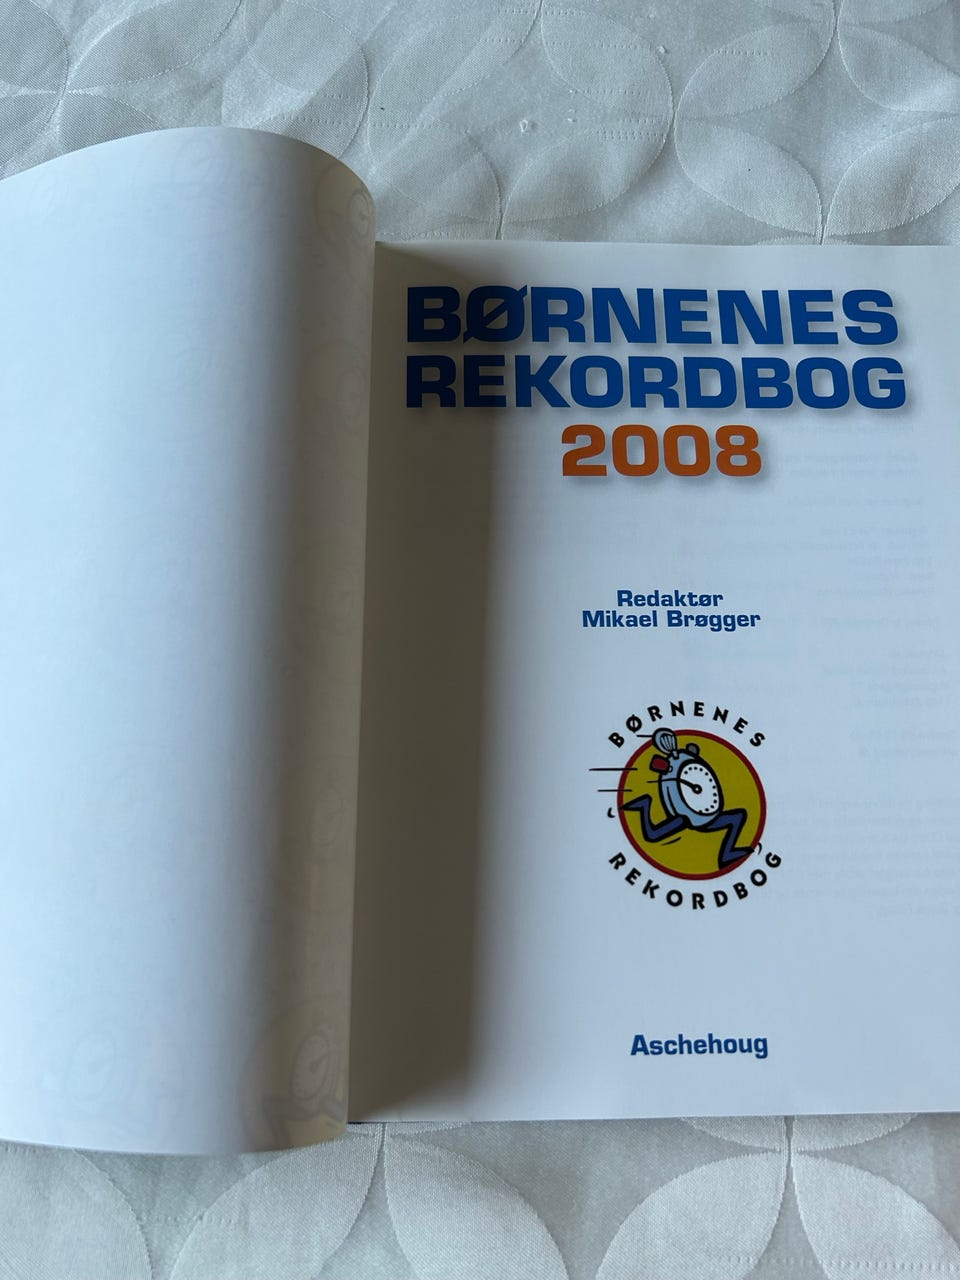 BØRNENES
REKORDBOG
2008
Redaktør
Mikael Brøgger
BØRNENES
REKORDBOG
Aschehoug